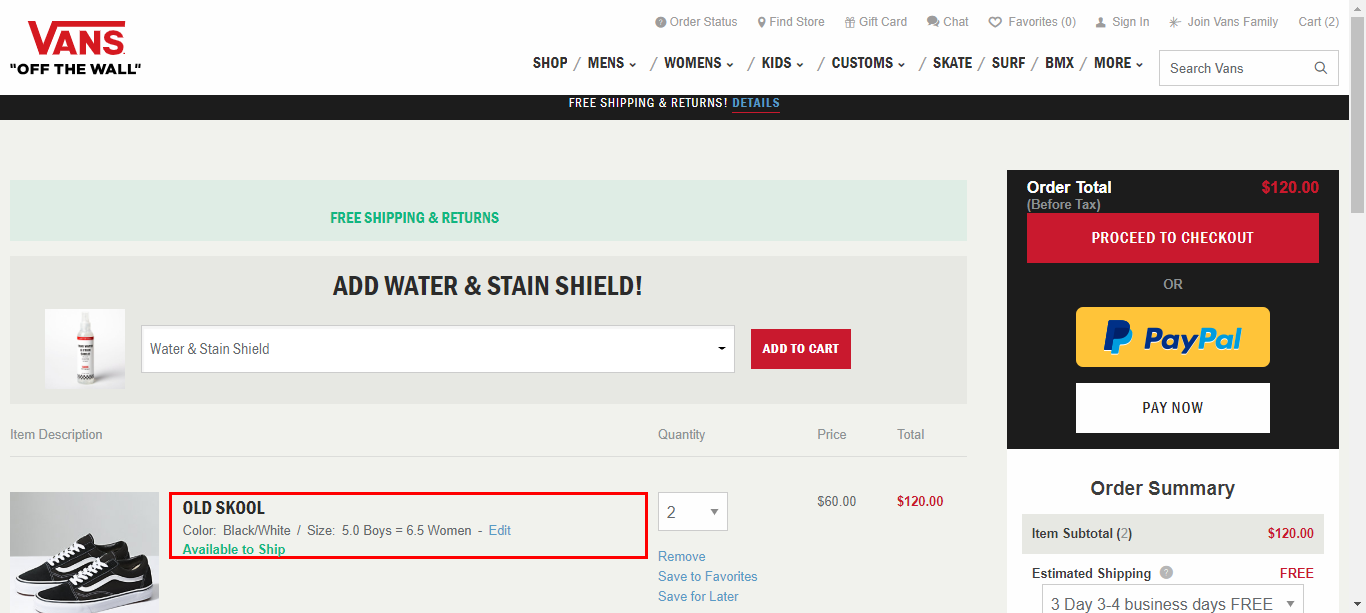 VANS
"OFF THE WALL"
Order Status Find Store Gift Card Chat Favorites (0) Sign In Join Vans Family Cart (2)
SHOP / MENS / WOMENS / KIDS / CUSTOMS / SKATE / SURF / BMX / MORE
Search Vans
FREE SHIPPING & RETURNS! DETAILS
FREE SHIPPING & RETURNS
ADD WATER & STAIN SHIELD!
Water & Stain Shield
ADD TO CART
Item Description Quantity Price Total
OLD SKOOL
Color: Black/White / Size: 5.0 Boys = 6.5 Women - Edit
Available to Ship
2
$60.00
$120.00
Remove
Save to Favorites
Save for Later
Order Total $120.00
(Before Tax)
PROCEED TO CHECKOUT
OR
PayPal
PAY NOW
Order Summary
Item Subtotal (2) $120.00
Estimated Shipping ? FREE
3 Day 3-4 business days FREE